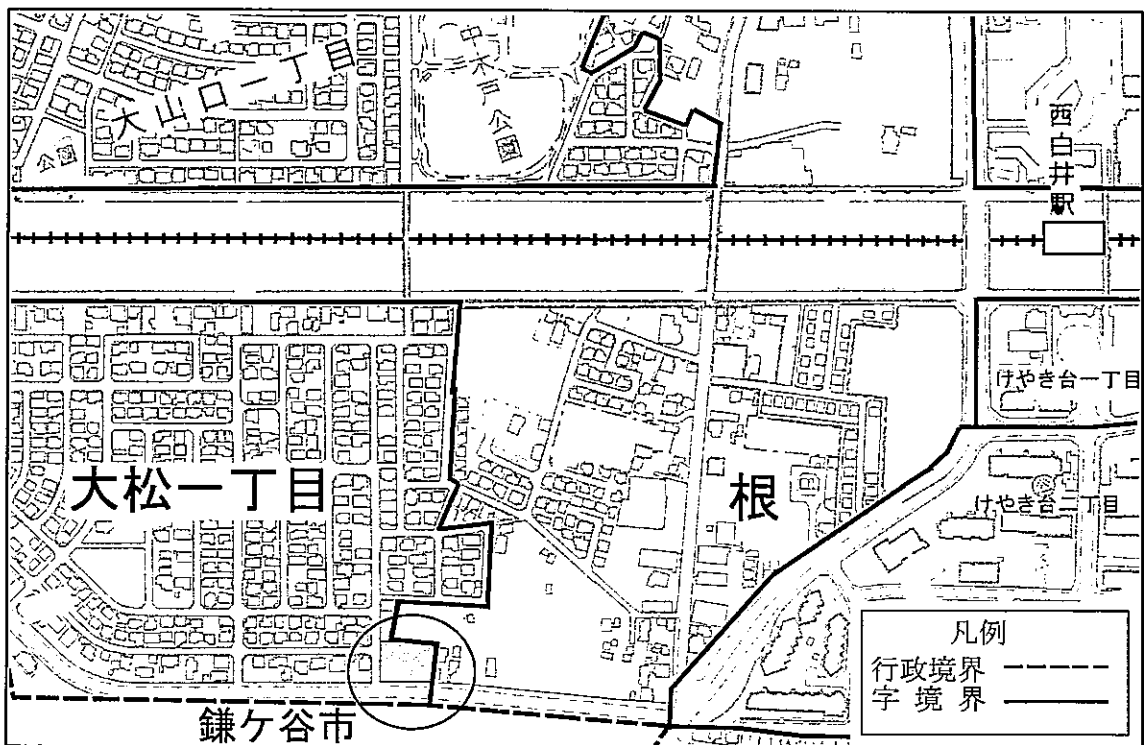 大山口一丁目
中木戸公園
公園
西白井駅
けやき台一丁目
大松一丁目
根
けやき台二丁目
凡例
行政境界
字境界
鎌ケ谷市